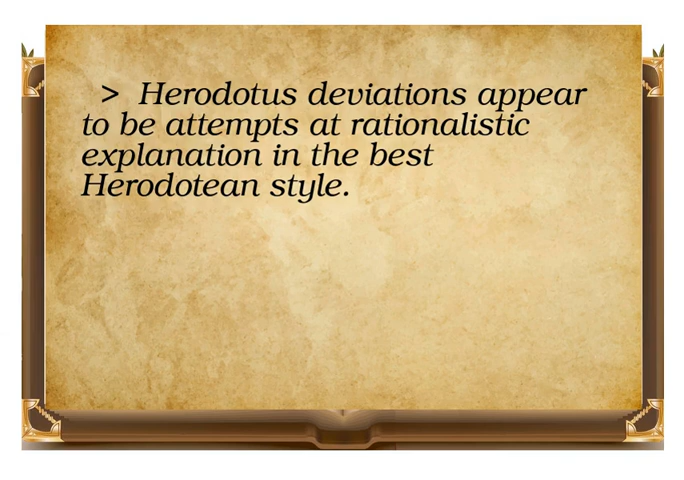 > Herodotus deviations appear
to be attempts at rationalistic
explanation in the best
Herodotean style.